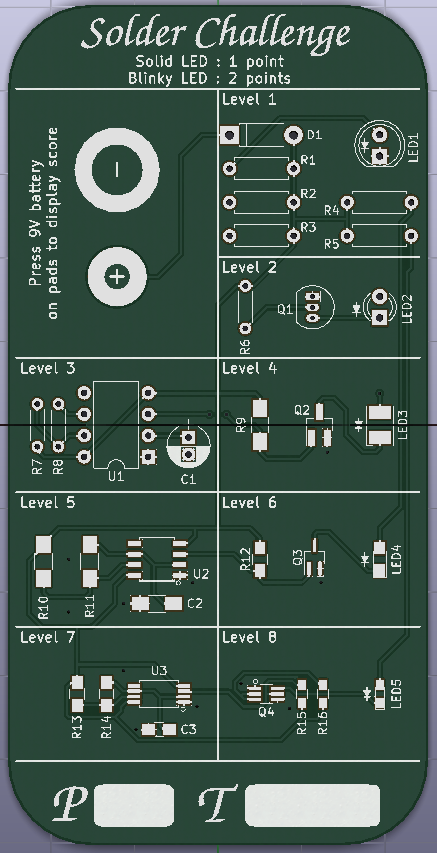 Solder Challenge
Solid LED : 1 point
Blinky LED : 2 points
Press 9V battery
on pads to display score
-
+
Level 1
D1
R1
R2
R3
R4
R5
LED1
Level 2
R6
Q1
LED2
Level 3
R7
R8
U1
C1
Level 4
R9
Q2
LED3
Level 5
R10
R11
U2
C2
Level 6
R12
Q3
LED4
Level 7
R13
R14
U3
C3
Level 8
Q4
R15
R16
LED5
P
T